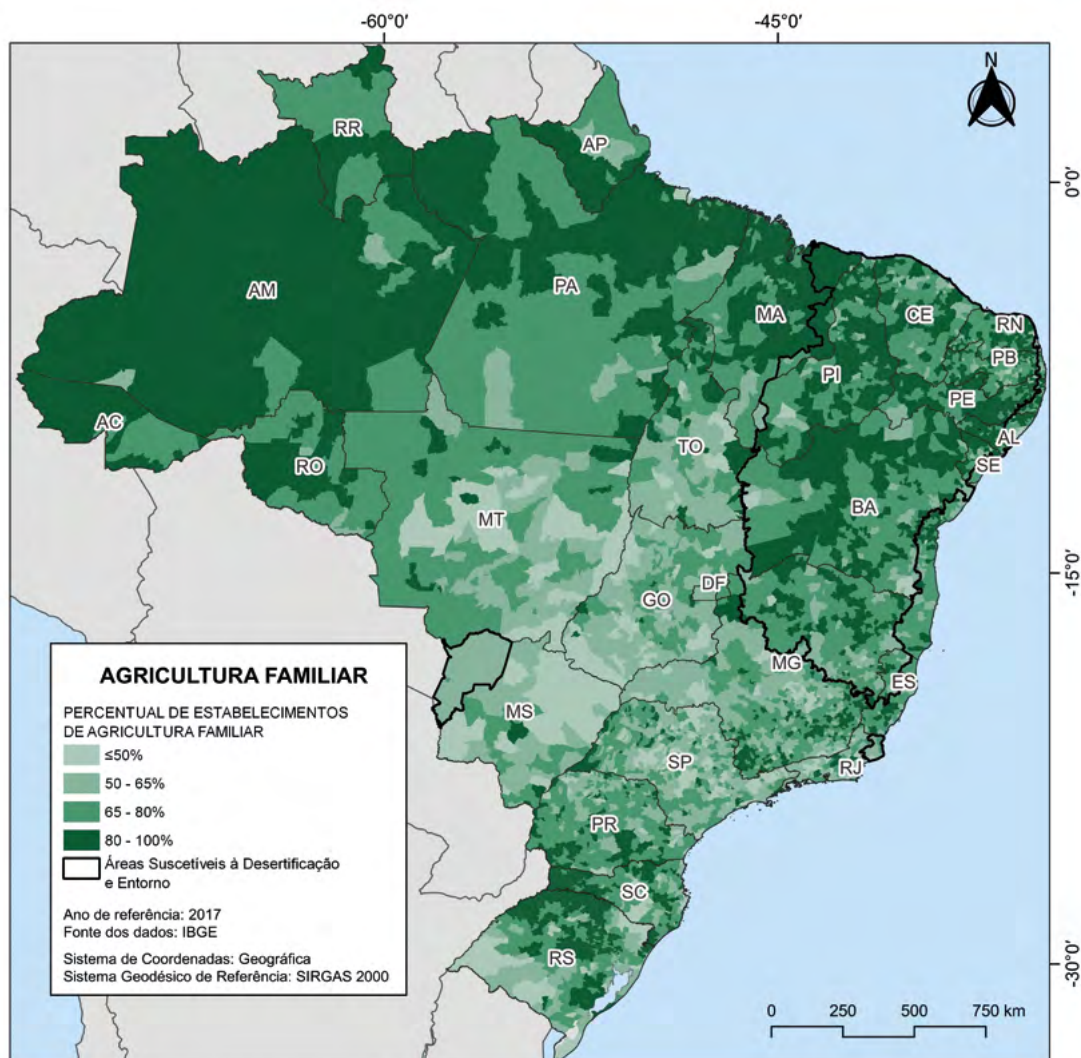 -60°0′
-45°0′
N
RR
AP
0°0′
AM
PA
MA
CE
RN
PB
PI
PE
AC
AL
TO
SE
RO
BA
MT
-15°0′
DF
GO
MG
ES
MS
SP
RJ
PR
SC
RS
-30°0′
AGRICULTURA FAMILIAR
PERCENTUAL DE ESTABELECIMENTOS
DE AGRICULTURA FAMILIAR
≤50%
50 - 65%
65 - 80%
80 - 100%
Áreas Suscetíveis à Desertificação
e Entorno
Ano de referência: 2017
Fonte dos dados: IBGE
Sistema de Coordenadas: Geográfica
Sistema Geodésico de Referência: SIRGAS 2000
0 250 500 750 km